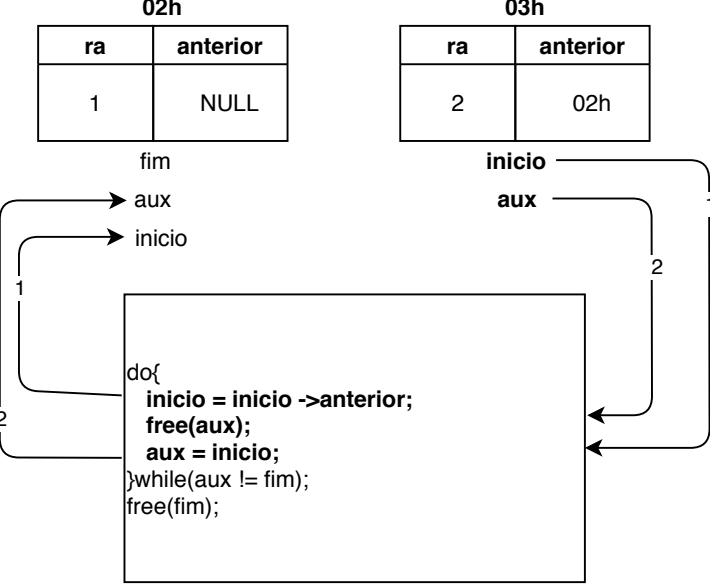 02h 03h
ra anterior ra anterior
1 NULL 2 02h
fim inicio
aux aux
inicio
1
2
1
2
do{
inicio = inicio ->anterior;
free(aux);
aux = inicio;
}while(aux != fim);
free(fim);